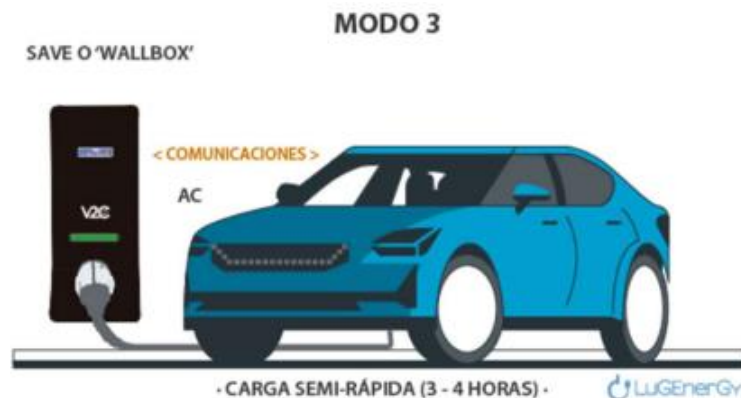 MODO 3
SAVE O ‘WALLBOX’
< COMUNICACIONES >
AC
V2C
· CARGA SEMI-RÁPIDA (3 - 4 HORAS) ·
LuGEnerGy